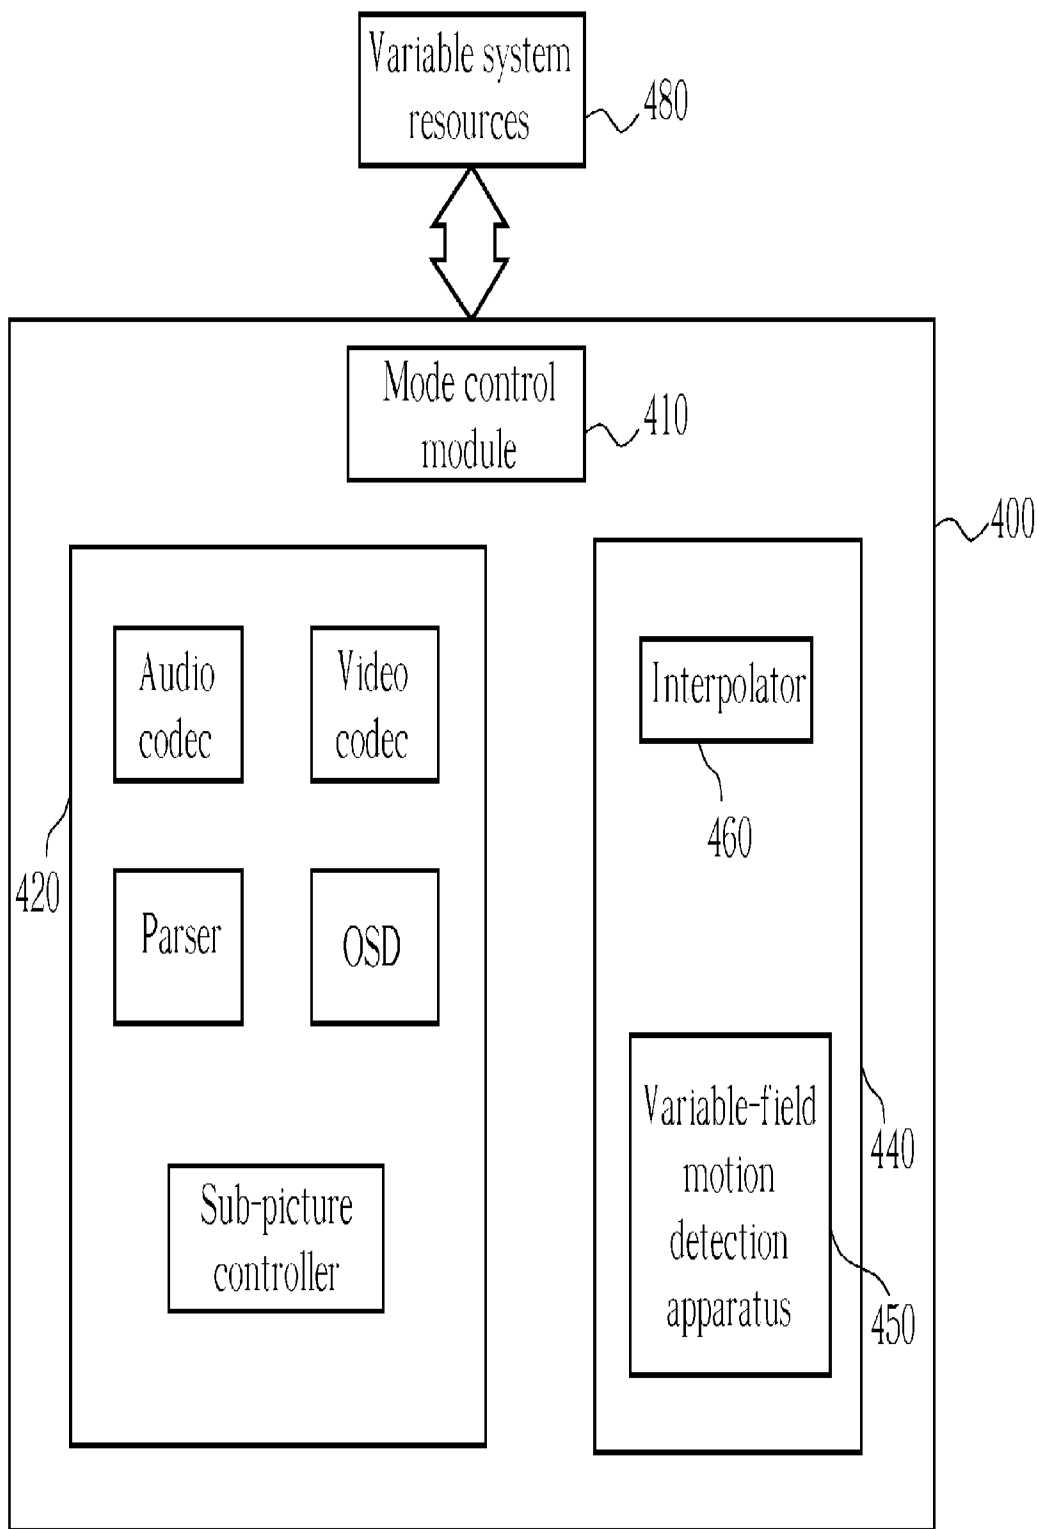 Variable system
resources
480
Mode control
module
410
400
Audio
codec
Video
codec
Interpolator
460
420
Parser
OSD
Variable-field
motion
detection
apparatus
440
450
Sub-picture
controller